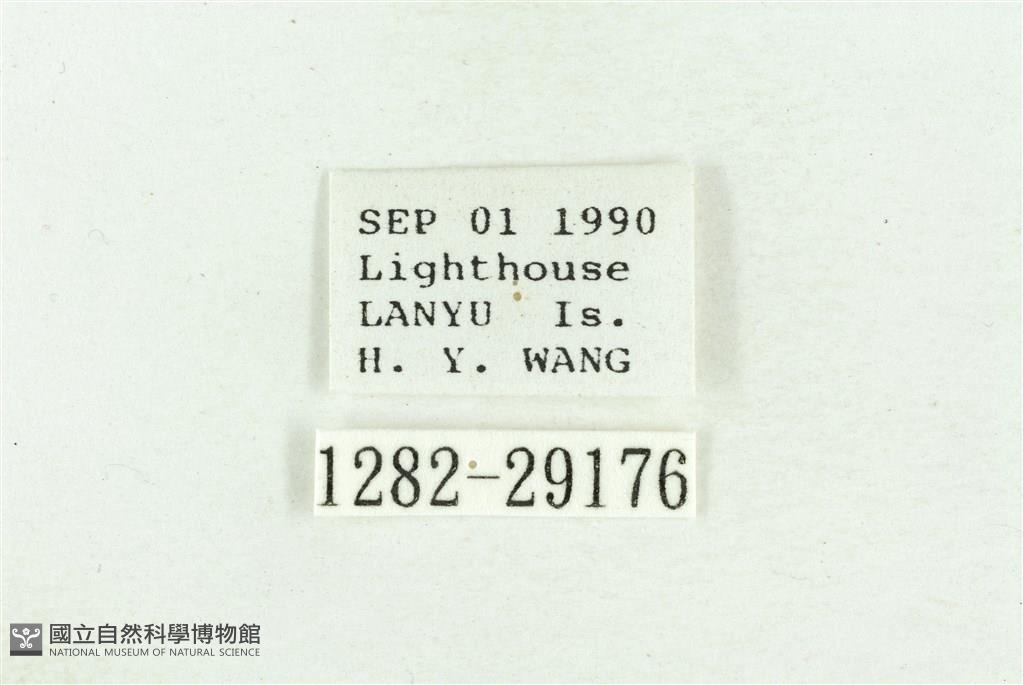 SEP 01 1990
Lighthouse
LANYU Is.
H. Y. WANG
1282-29176
國立自然科學博物館
NATIONAL MUSEUM OF NATURAL SCIENCE